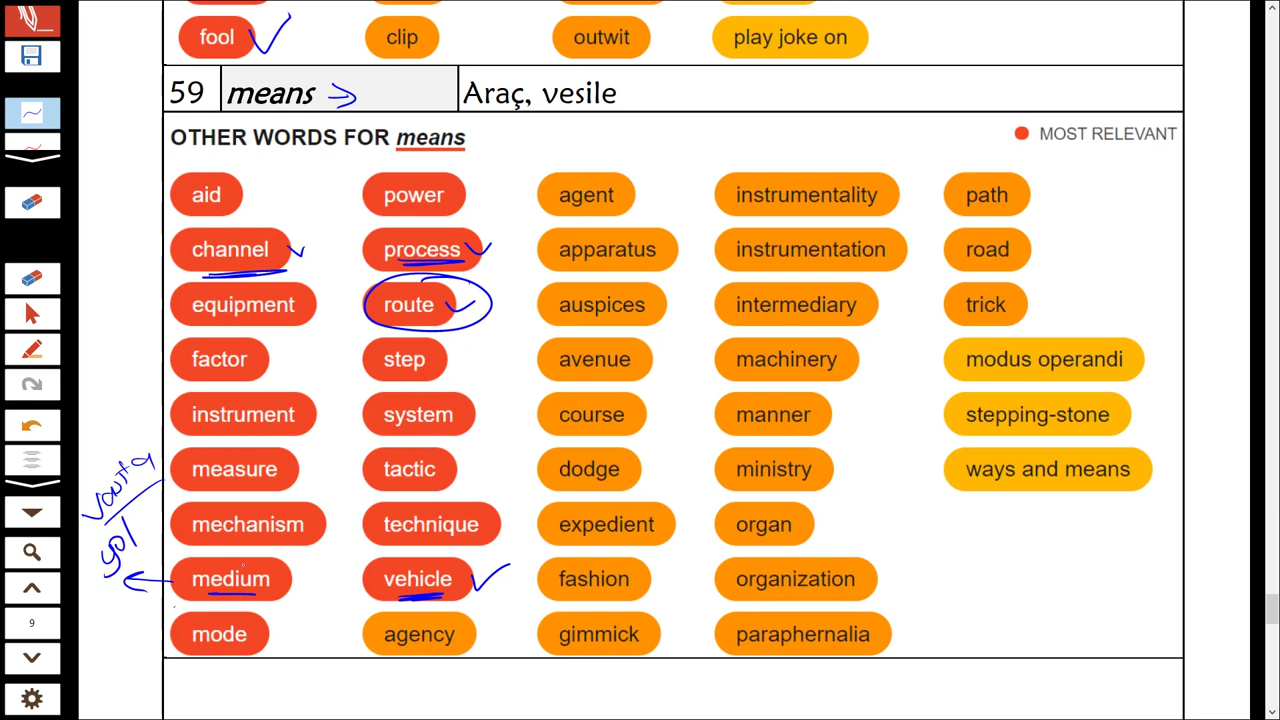 fool clip outwit play joke on
59 means Araç, vesile
OTHER WORDS FOR means MOST RELEVANT
aid power agent instrumentality path
channel process apparatus instrumentation road
equipment route auspices intermediary trick
factor step avenue machinery modus operandi
instrument system course manner stepping-stone
measure tactic dodge ministry ways and means
mechanism technique expedient organ
medium vehicle fashion organization
mode agency gimmick paraphernalia
vasıta
yol
9